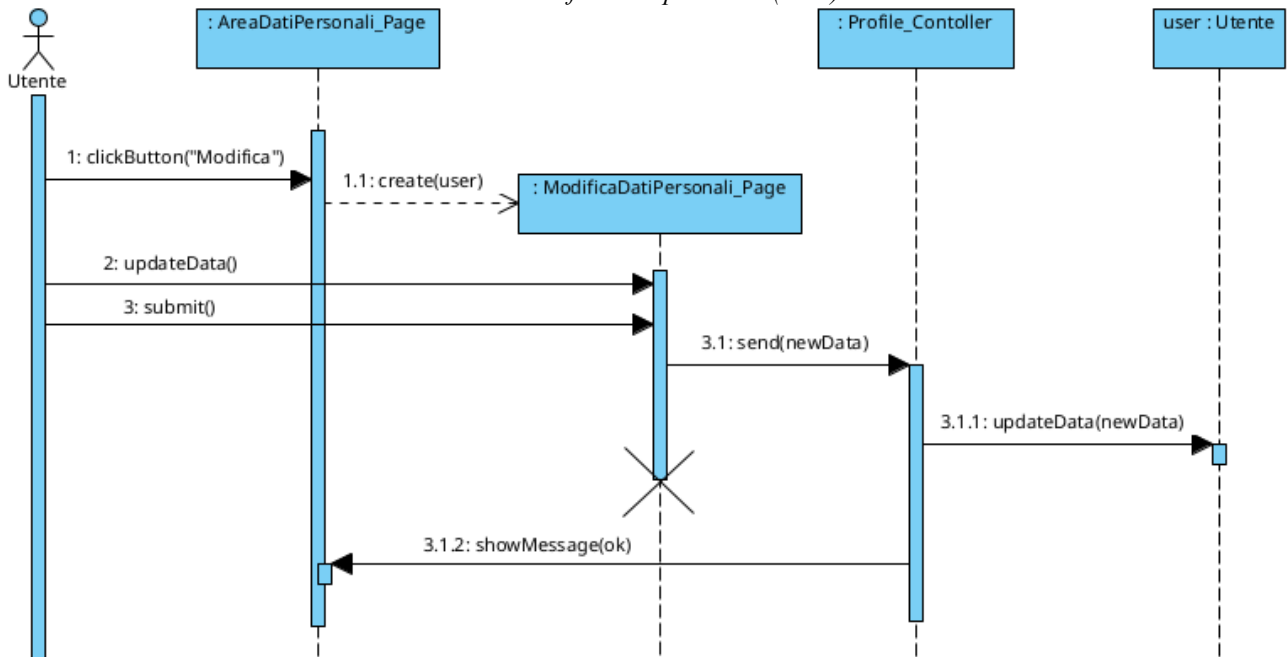 : AreaDatiPersonali_Page
: Profile_Contoller
user : Utente
Utente
1: clickButton("Modifica")
1.1: create(user)
: ModificaDatiPersonali_Page
2: updateData()
3: submit()
3.1: send(newData)
3.1.1: updateData(newData)
3.1.2: showMessage(ok)